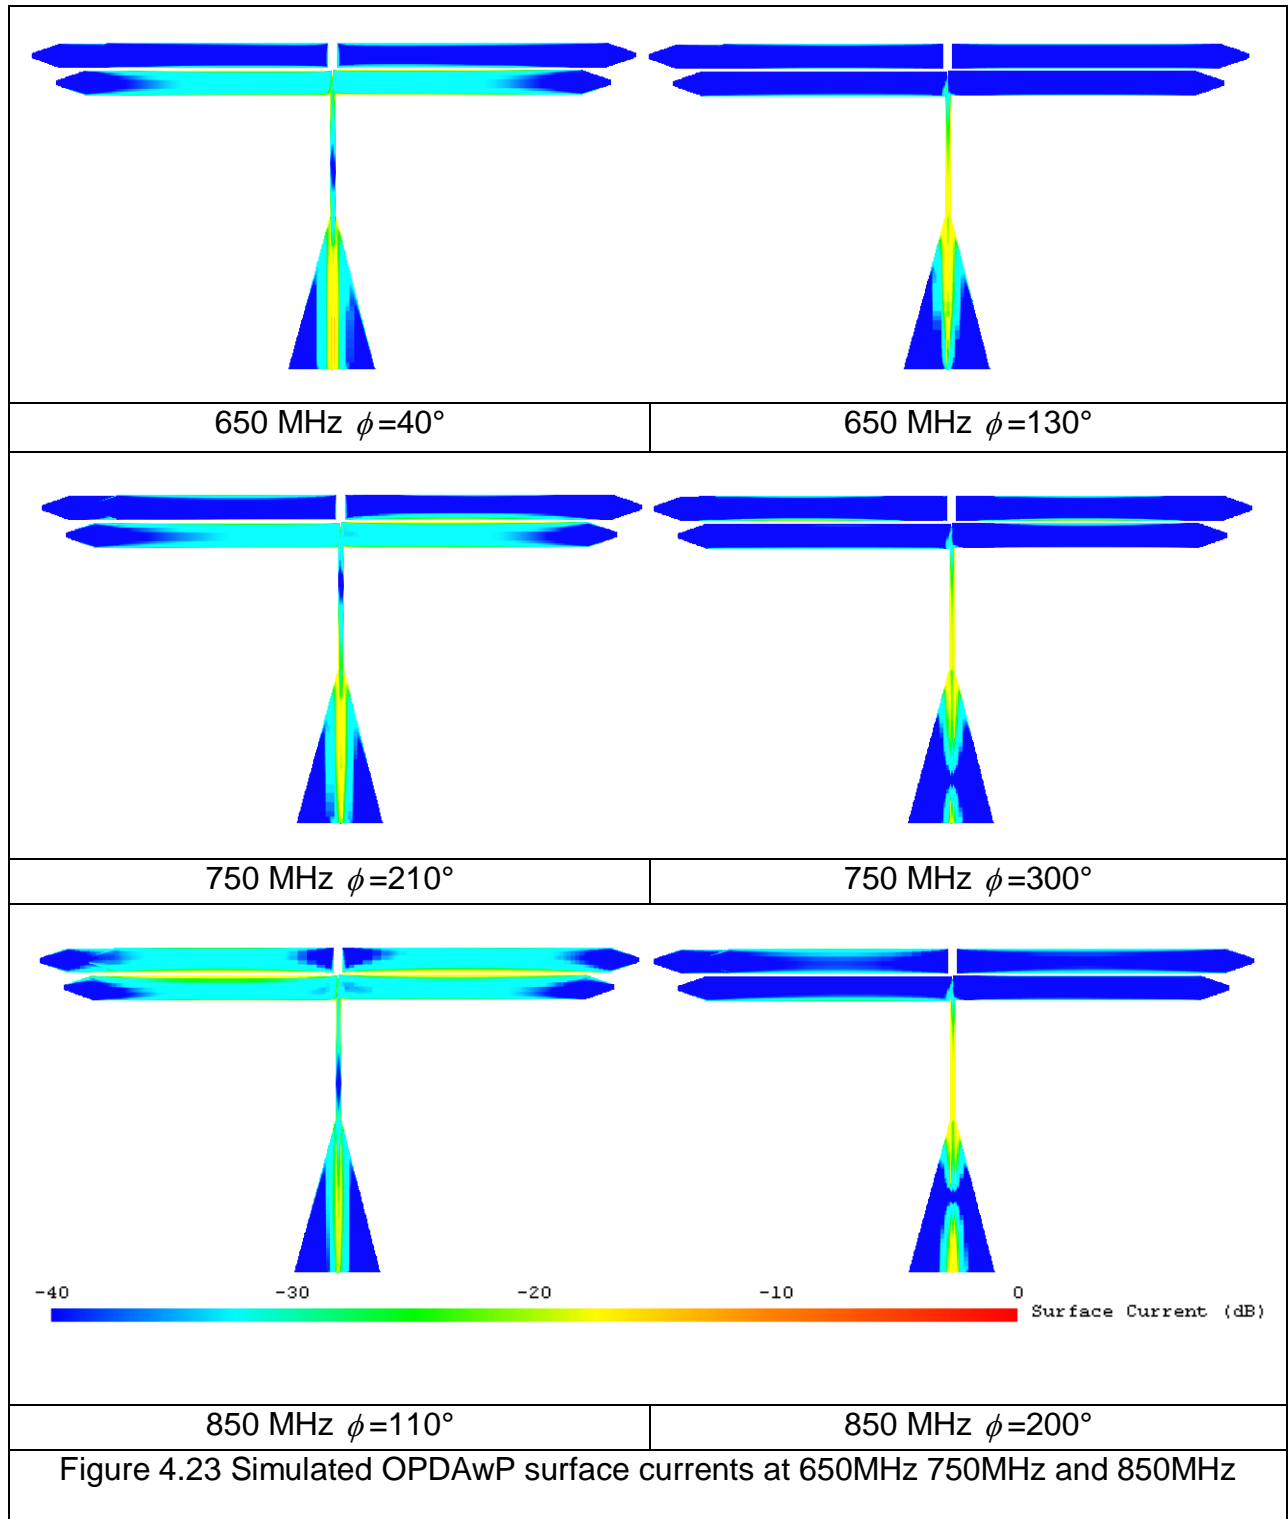 650 MHz ϕ=40°
650 MHz ϕ=130°
750 MHz ϕ=210°
750 MHz ϕ=300°
-40 -30 -20 -10 0
Surface Current (dB)
850 MHz ϕ=110°
850 MHz ϕ=200°
Figure 4.23 Simulated OPDAwP surface currents at 650MHz 750MHz and 850MHz